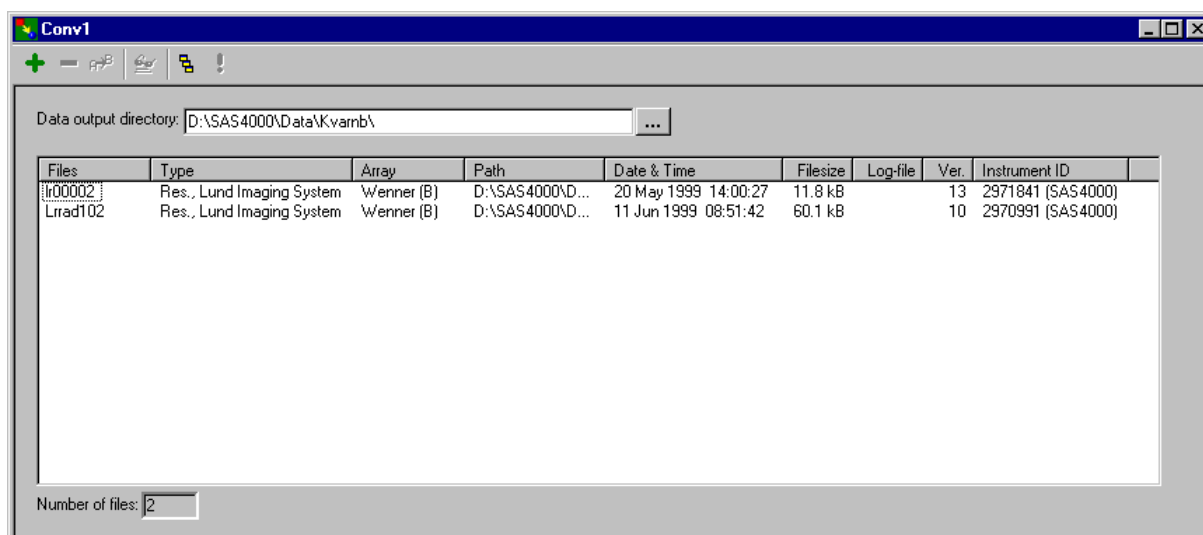 Conv1
Data output directory: D:\SAS4000\Data\Kvarnb\ ...
Files Type Array Path Date & Time Filesize Log-file Ver. Instrument ID
lr00002 Res., Lund Imaging System Wenner (B) D:\SAS4000\D... 20 May 1999 14:00:27 11.8 kB 13 2971841 (SAS4000)
Lrrad102 Res., Lund Imaging System Wenner (B) D:\SAS4000\D... 11 Jun 1999 08:51:42 60.1 kB 10 2970991 (SAS4000)
Number of files: 2